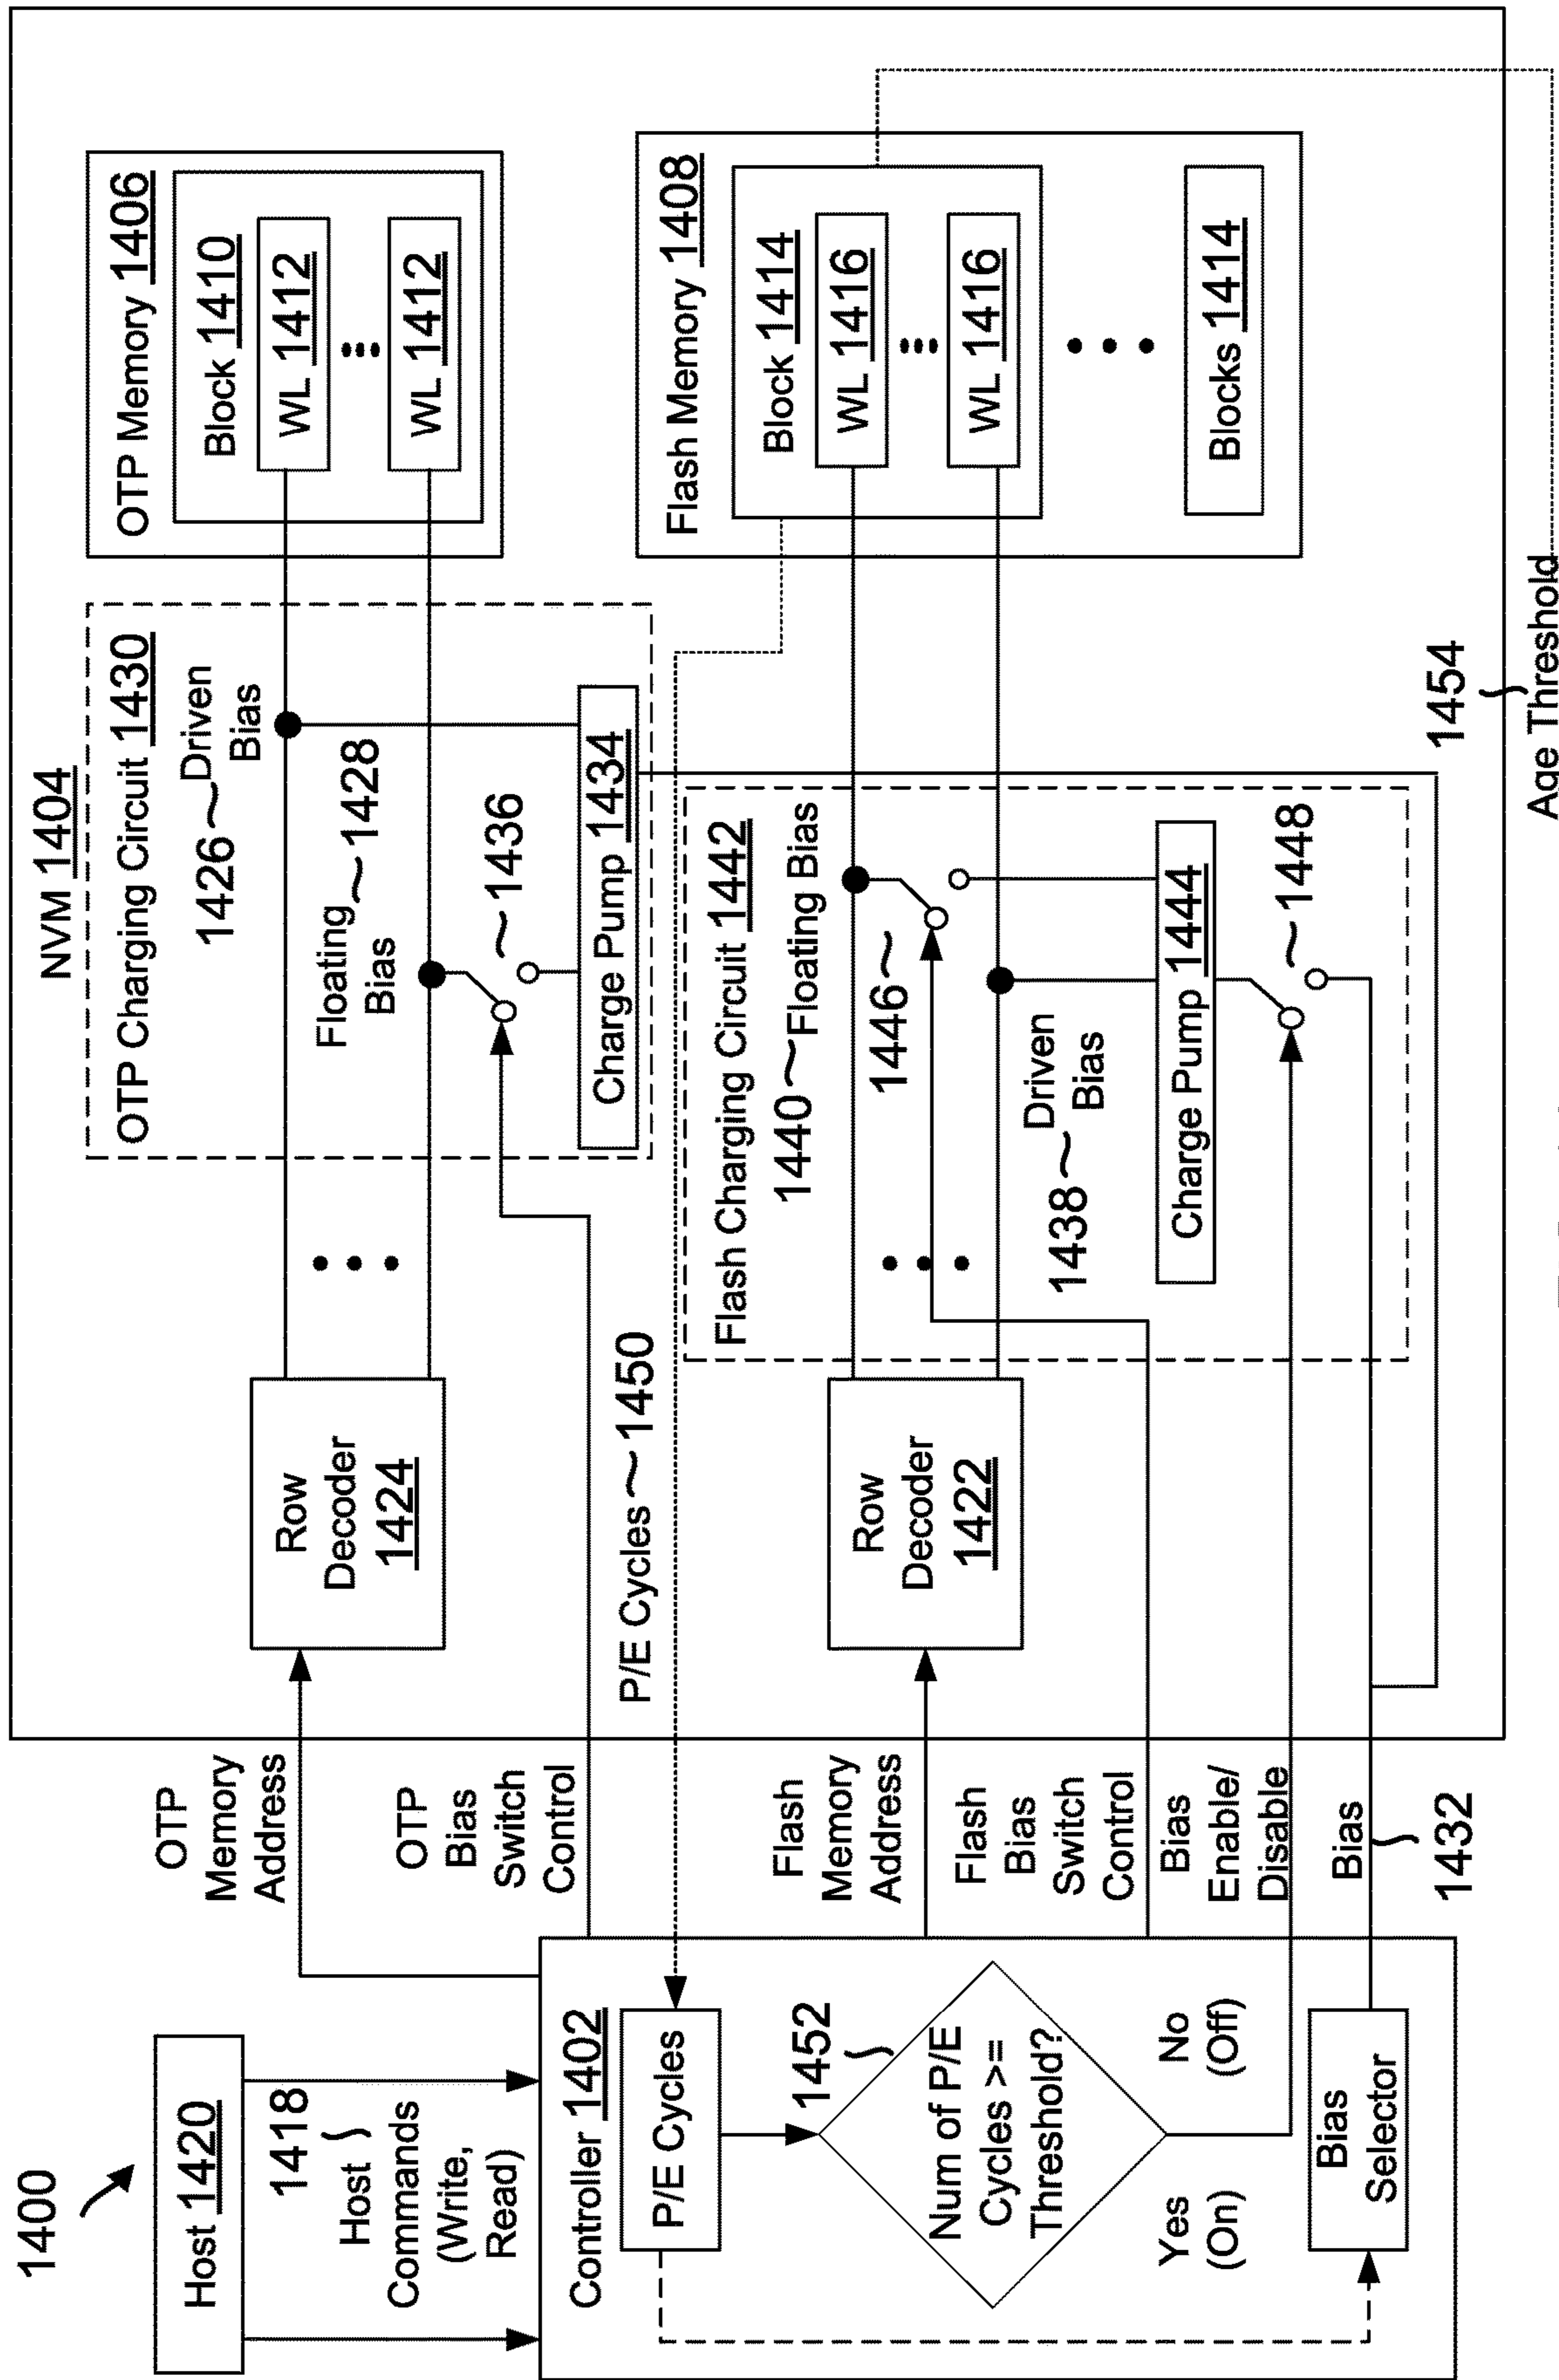 1400
Host 1420
1418
Host
Commands
(Write,
Read)
Controller 1402
P/E Cycles
1452
Num of P/E
Cycles >=
Threshold?
Yes
(On)
No
(Off)
Bias
Selector
OTP
Memory
Address
OTP
Bias
Switch
Control
Flash
Memory
Address
Flash
Bias
Switch
Control
Bias
Enable/
Disable
Bias
1432
NVM 1404
Row
Decoder
1424
P/E Cycles 1450
Row
Decoder
1422
OTP Charging Circuit 1430
1426 Driven
Bias
Floating 1428
Bias
1436
Charge Pump 1434
Flash Charging Circuit 1442
1440 Floating Bias
1446
1438 Driven
Bias
Charge Pump 1444
1448
OTP Memory 1406
Block 1410
WL 1412
WL 1412
Flash Memory 1408
Block 1414
WL 1416
WL 1416
Blocks 1414
1454
Age Threshold